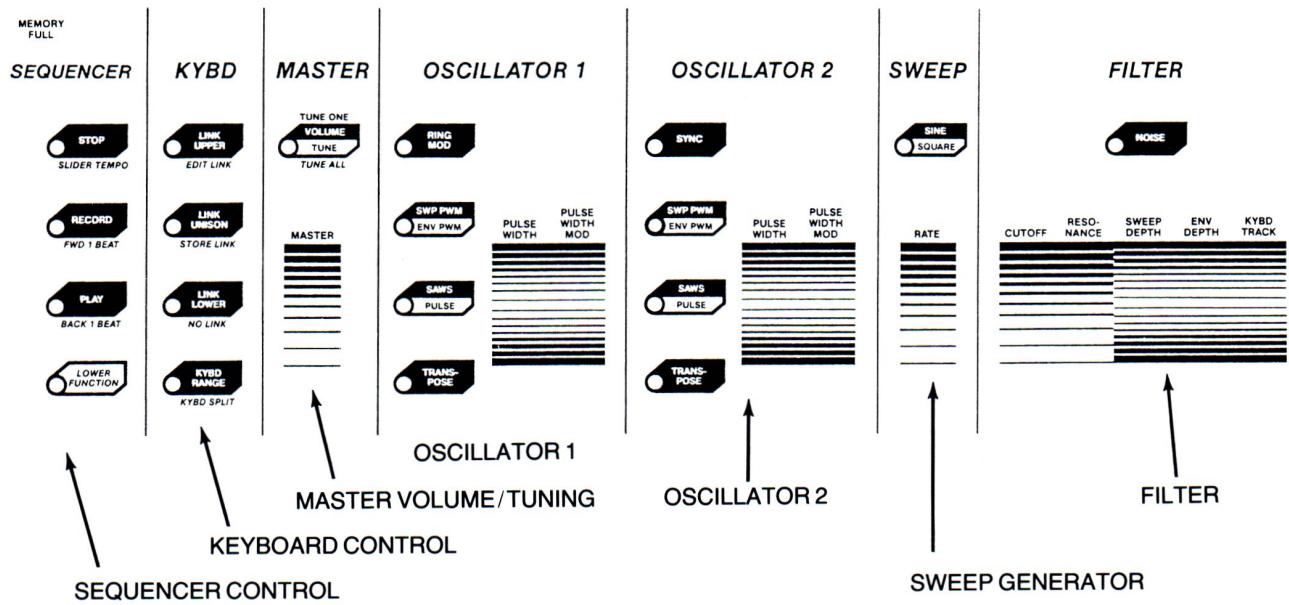 MEMORY
FULL
SEQUENCER
STOP
SLIDER TEMPO
RECORD
FWD 1 BEAT
PLAY
BACK 1 BEAT
LOWER
FUNCTION
KYBD
LINK
UPPER
EDIT LINK
LINK
UNISON
STORE LINK
LINK
LOWER
NO LINK
KYBD
RANGE
KYBD SPLIT
MASTER
TUNE ONE
VOLUME
TUNE
TUNE ALL
MASTER
OSCILLATOR 1
RING
MOD
SWP PWM
ENV PWM
SAWS
PULSE
TRANS-
POSE
PULSE
WIDTH
PULSE
WIDTH
MOD
OSCILLATOR 2
SYNC
SWP PWM
ENV PWM
SAWS
PULSE
TRANS-
POSE
PULSE
WIDTH
PULSE
WIDTH
MOD
SWEEP
SINE
SQUARE
RATE
FILTER
NOISE
CUTOFF
RESO-
NANCE
SWEEP
DEPTH
ENV
DEPTH
KYBD
TRACK
OSCILLATOR 1
MASTER VOLUME/TUNING
OSCILLATOR 2
FILTER
KEYBOARD CONTROL
SEQUENCER CONTROL
SWEEP GENERATOR